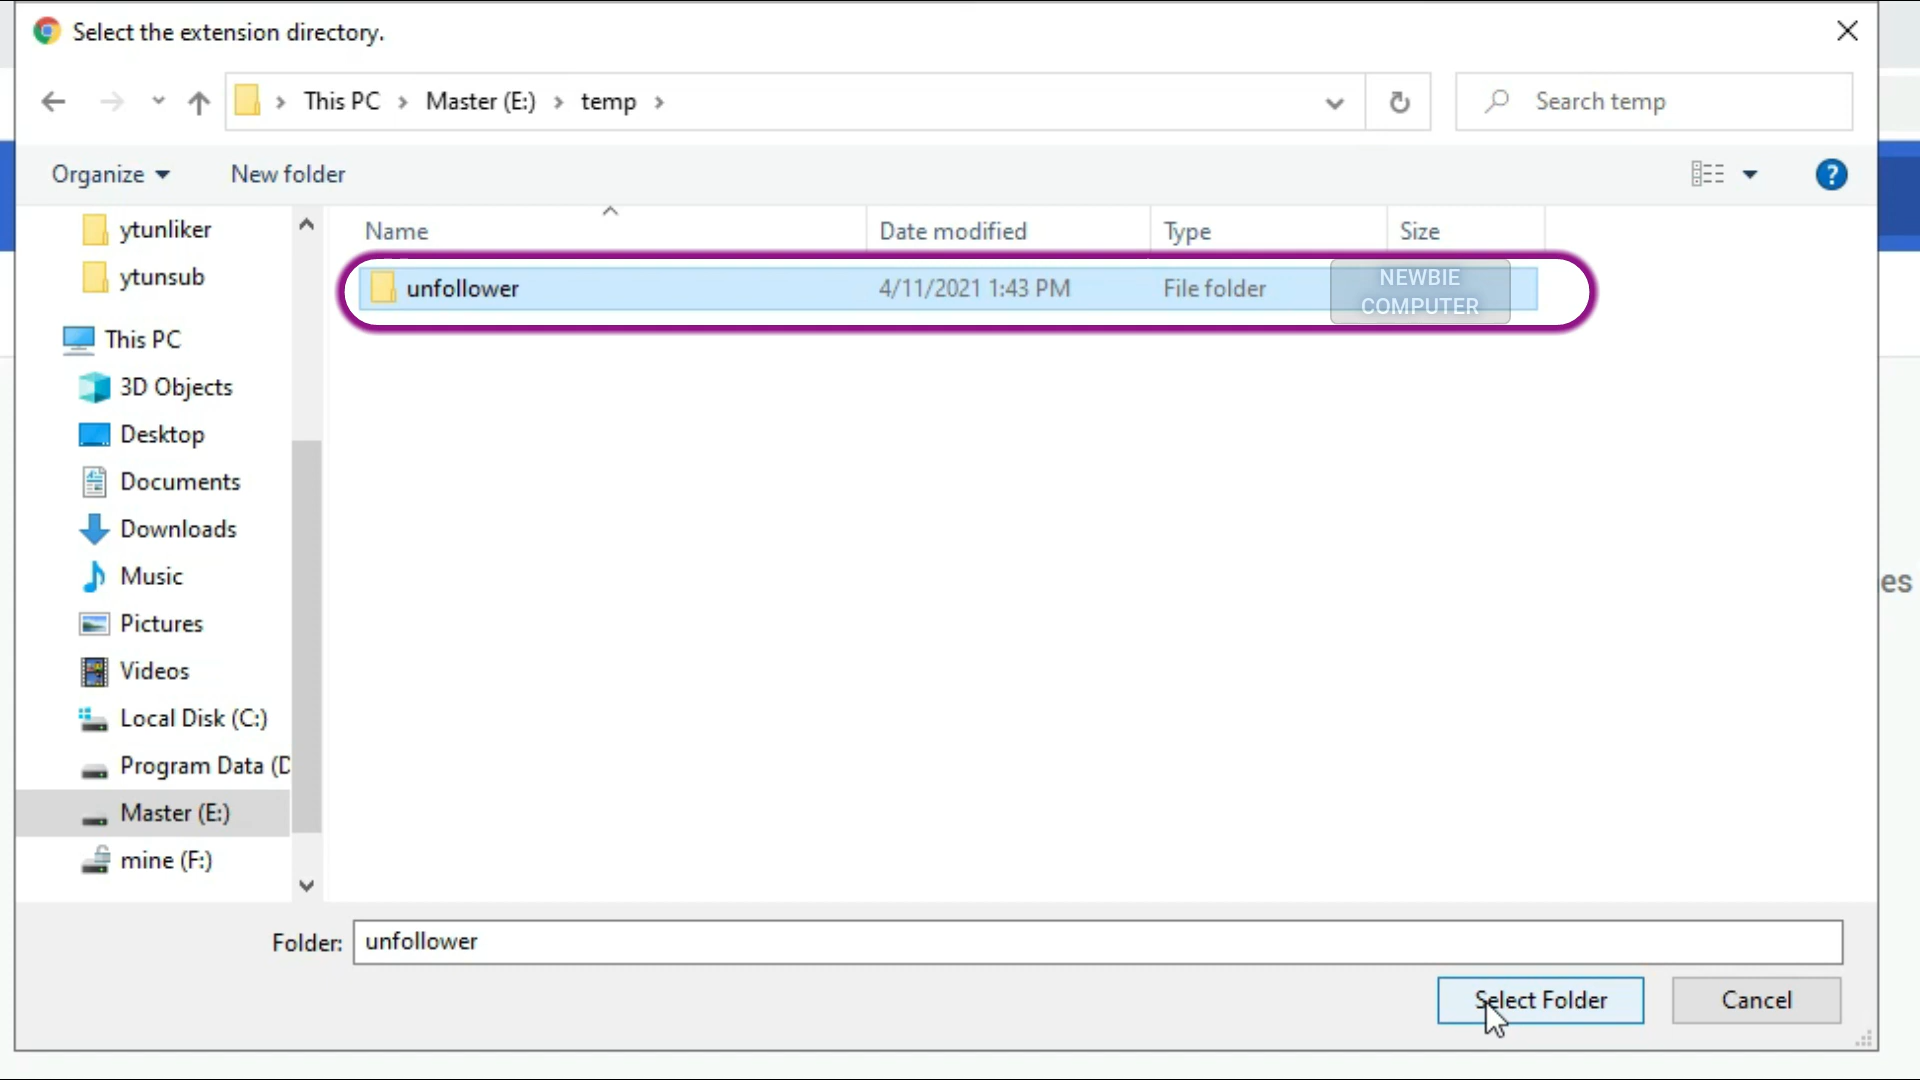 Select the extension directory.
This PC > Master (E:) > temp >
Search temp
Organize
New folder
?
Name
Date modified
Type
Size
unfollower
4/11/2021 1:43 PM
File folder
NEWBIE
COMPUTER
ytunliker
ytunsub
This PC
3D Objects
Desktop
Documents
Downloads
Music
Pictures
Videos
Local Disk (C:)
Program Data (D
Master (E:)
mine (F:)
es
Folder: unfollower
Select Folder
Cancel